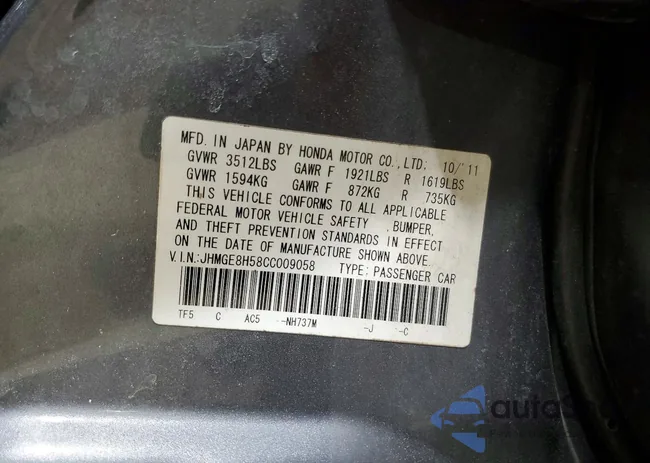 MFD. IN JAPAN BY HONDA MOTOR CO.,LTD. 10/'11
GVWR 3512LBS GAWR F 1921LBS R 1619LBS
GVWR 1594KG GAWR F 872KG R 735KG
THIS VEHICLE CONFORMS TO ALL APPLICABLE
FEDERAL MOTOR VEHICLE SAFETY ,BUMPER,
AND THEFT PREVENTION STANDARDS IN EFFECT
ON THE DATE OF MANUFACTURE SHOWN ABOVE.
V.I.N:JHMGE8H58CC009058 TYPE: PASSENGER CAR
TF5 C AC5 -NH737M -J -C